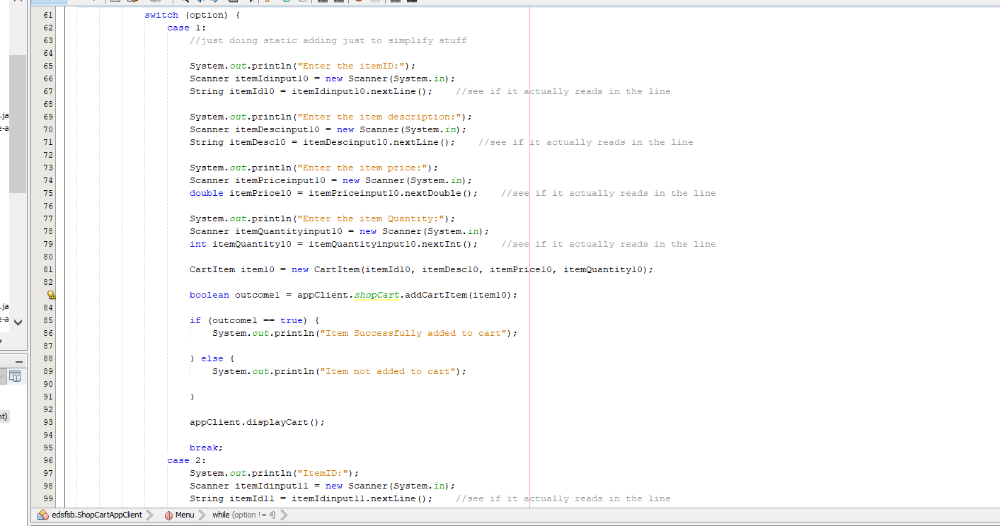 61 switch (option) {
62 case 1:
63 //just doing static adding just to simplify stuff
64
65 System.out.println("Enter the itemID:");
66 Scanner itemIdinput10 = new Scanner(System.in);
67 String itemId10 = itemIdinput10.nextLine(); //see if it actually reads in the line
68
69 System.out.println("Enter the item description:");
70 Scanner itemDescinput10 = new Scanner(System.in);
71 String itemDesc10 = itemDescinput10.nextLine(); //see if it actually reads in the line
72
73 System.out.println("Enter the item price:");
74 Scanner itemPriceinput10 = new Scanner(System.in);
75 double itemPrice10 = itemPriceinput10.nextDouble(); //see if it actually reads in the line
76
77 System.out.println("Enter the item Quantity:");
78 Scanner itemQuantityinput10 = new Scanner(System.in);
79 int itemQuantity10 = itemQuantityinput10.nextInt(); //see if it actually reads in the line
80
81 CartItem item10 = new CartItem(itemId10, itemDesc10, itemPrice10, itemQuantity10);
82
boolean outcome1 = appClient.shopCart.addCartItem(item10);
84
85 if (outcome1 == true) {
86 System.out.println("Item Successfully added to cart");
87
88 } else {
89 System.out.println("Item not added to cart");
90
91 }
92
93 appClient.displayCart();
94
95 break;
96 case 2:
97 System.out.println("ItemID:");
98 Scanner itemIdinput11 = new Scanner(System.in);
99 String itemId11 = itemIdinput11.nextLine(); //see if it actually reads in the line
.ja
e-a
.ja
e-a
nt)
edsfsb.ShopCartAppClient Menu while (option != 4)